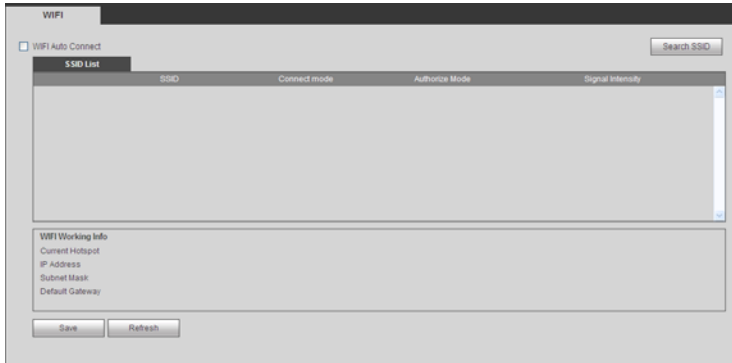 WIFI
WIFI Auto Connect
Search SSID
SSID List
SSID Connect mode Authorize Mode Signal Intensity
WIFI Working Info
Current Hotspot
IP Address
Subnet Mask
Default Gateway
Save Refresh